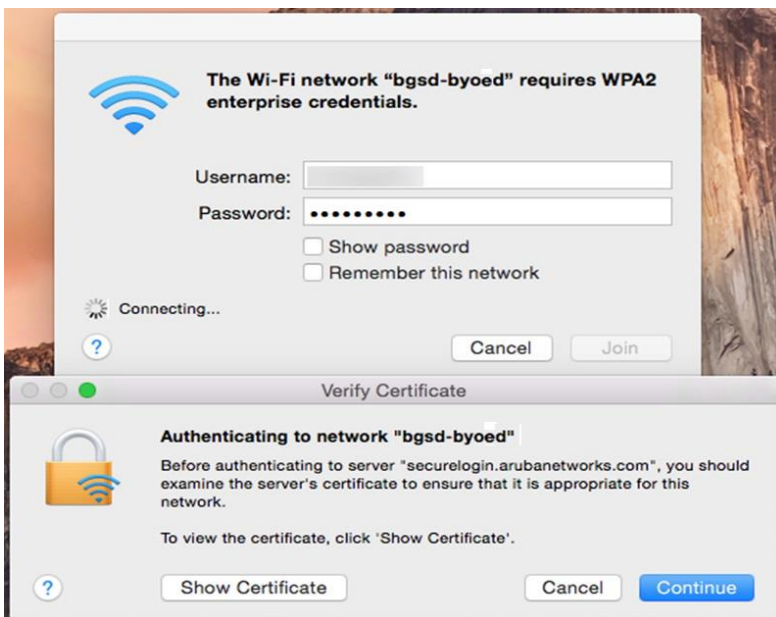 The Wi-Fi network “bgsd-byoed” requires WPA2
enterprise credentials.
Username:
Password: •••••••••
Show password
Remember this network
Connecting...
?
Cancel
Join
Verify Certificate
Authenticating to network "bgsd-byoed"
Before authenticating to server "securelogin.arubanetworks.com", you should
examine the server's certificate to ensure that it is appropriate for this
network.
To view the certificate, click 'Show Certificate'.
?
Show Certificate
Cancel
Continue